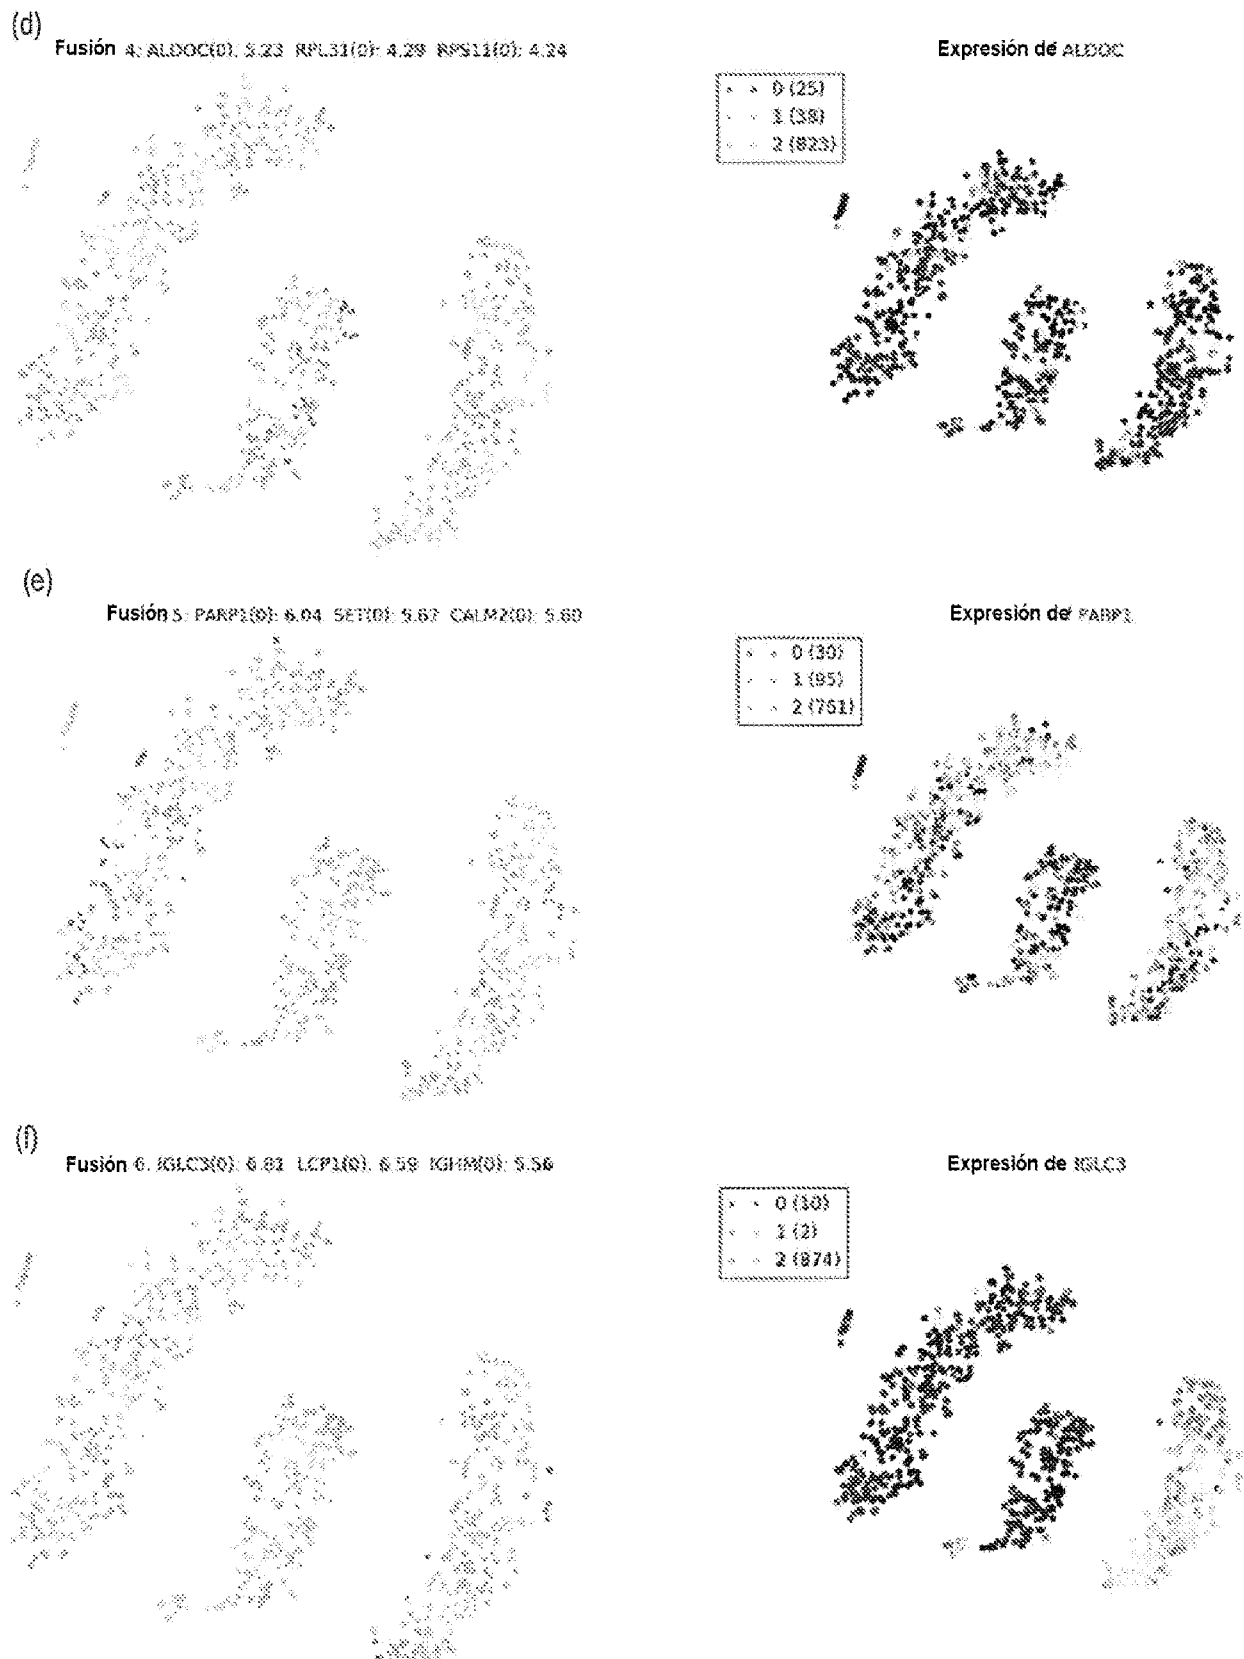 (d)
Fusión 4: ALDOC(0): 5.23 RPL31(0): 4.29 RPS11(0): 4.24
Expresión de ALDOC
0 (25)
1 (38)
2 (823)
(e)
Fusión 5: PARP1(0): 6.04 SET(0): 5.67 CALM2(0): 5.60
Expresión de PARP1
0 (30)
1 (95)
2 (761)
(f)
Fusión 6: IGLC3(0): 6.81 LCP1(0): 6.59 IGHM(0): 5.56
Expresión de IGLC3
0 (10)
1 (2)
2 (874)